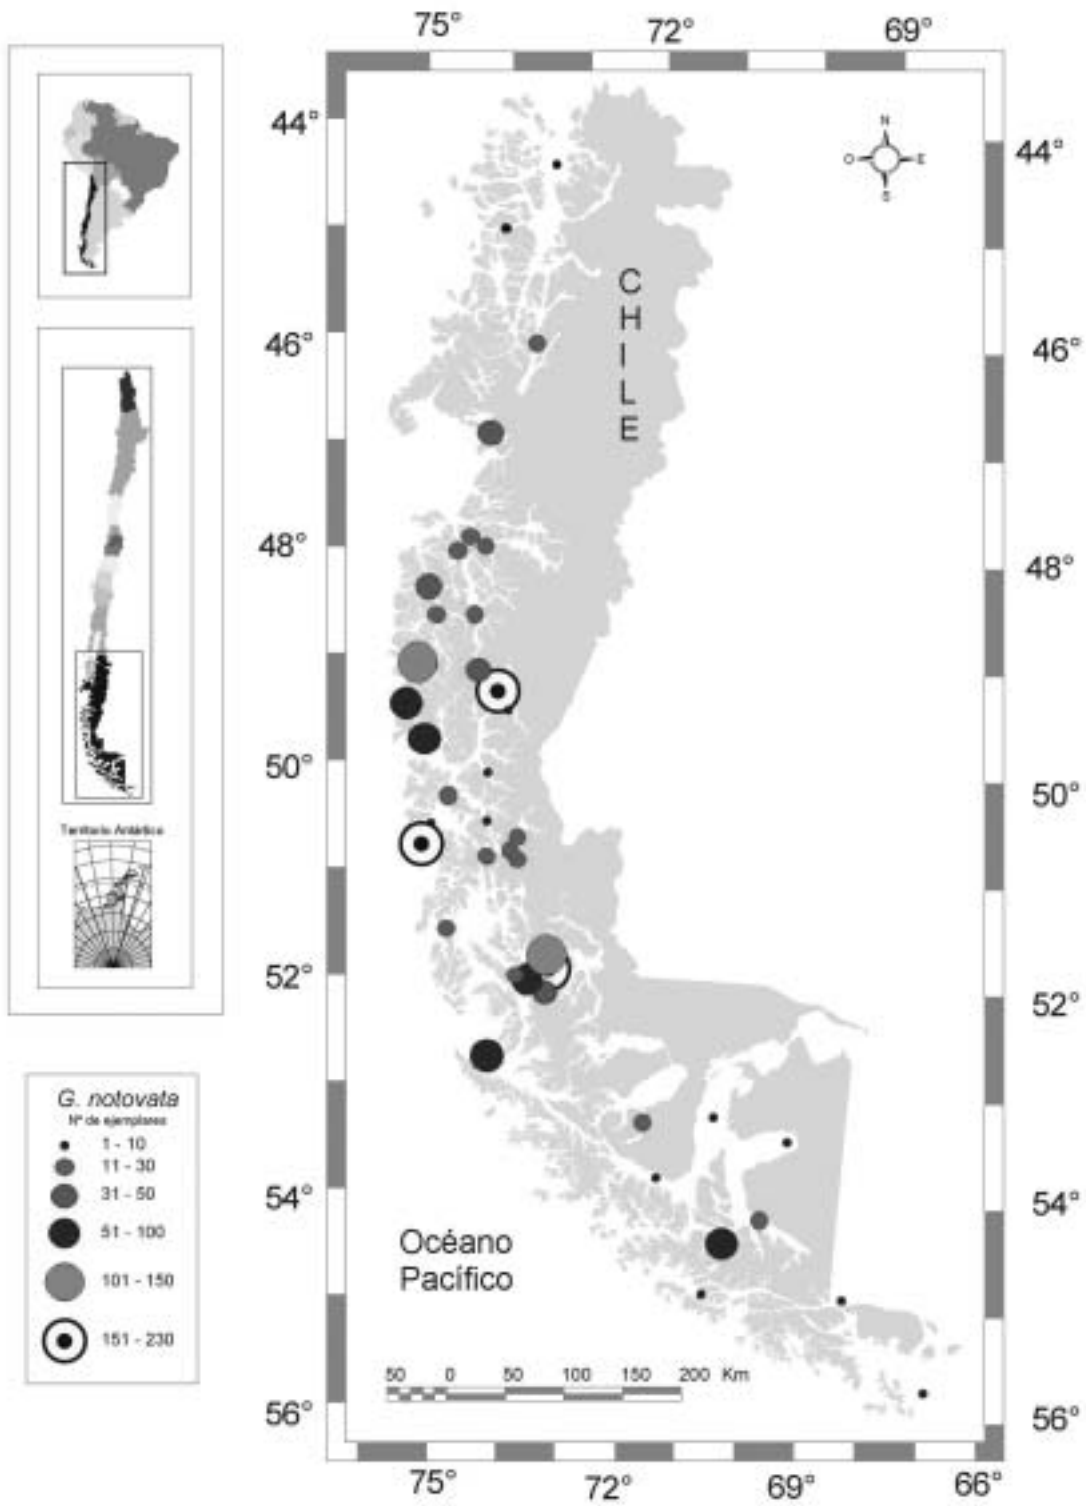 75° 72° 69°
44°
44°
N
O E
S
C
H
I
L
E
46°
46°
48°
48°
50°
50°
Territorio Antártico
52°
52°
G. notovata
Nº de ejemplares
1 - 10
11 - 30
31 - 50
51 - 100
101 - 150
151 - 230
54°
54°
Océano
Pacífico
50 0 50 100 150 200 Km
56°
56°
75° 72° 69° 66°